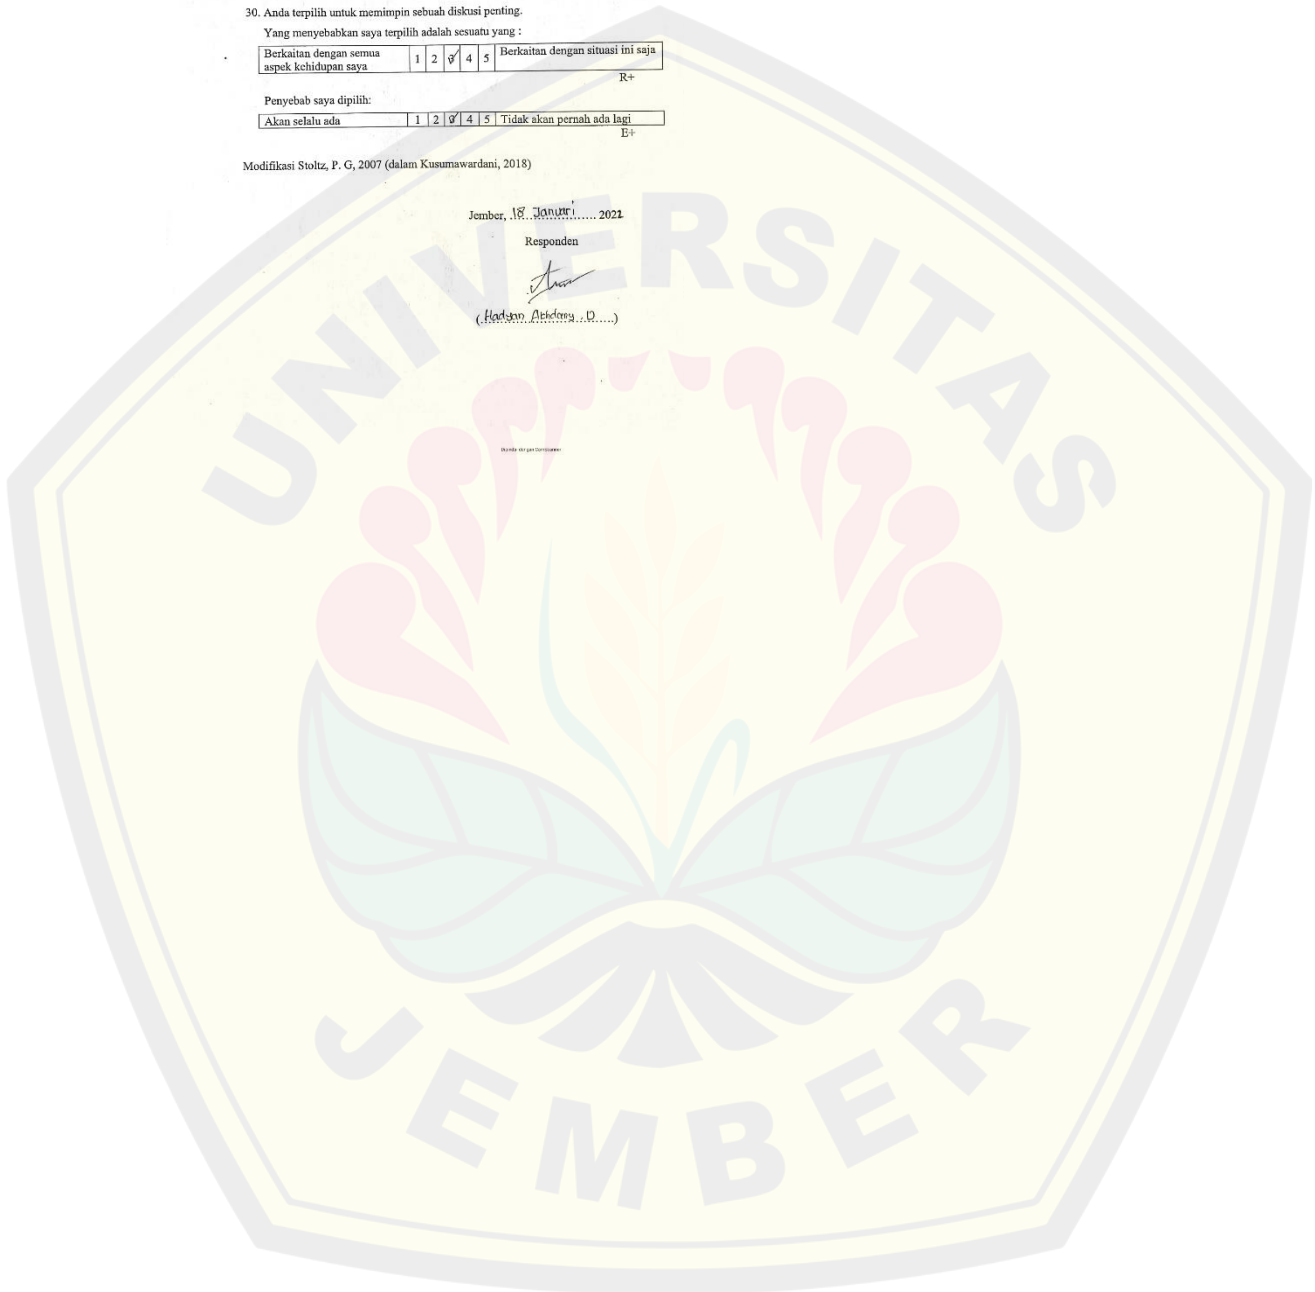 30. Anda terpilih untuk memimpin sebuah diskusi penting.
Yang menyebabkan saya terpilih adalah sesuatu yang :
Berkaitan dengan semua aspek kehidupan saya 1 2 3 4 5 Berkaitan dengan situasi ini saja
R+
Penyebab saya dipilih:
Akan selalu ada 1 2 3 4 5 Tidak akan pernah ada lagi
E+
Modifikasi Stoltz, P. G, 2007 (dalam Kusumawardani, 2018)
Jember, 18 Januari 2022
Responden
(Hadyan D)
UNIVERSITAS
JEMBER